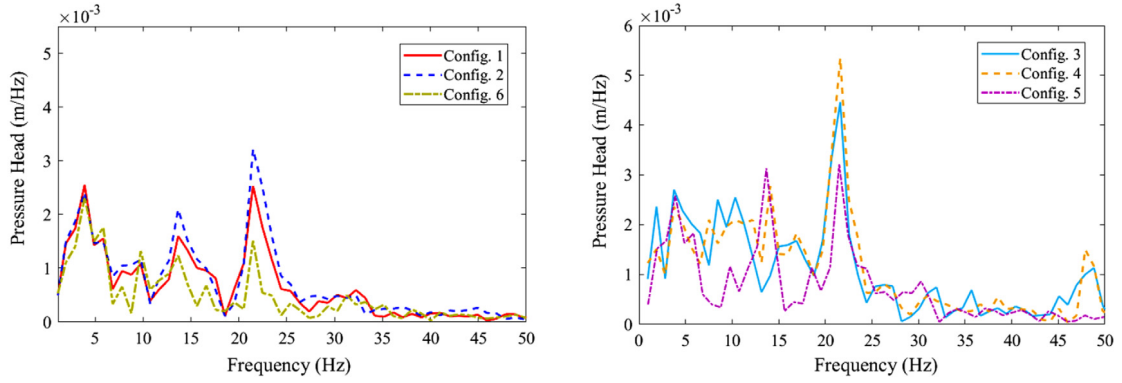 ×10⁻³
Pressure Head (m/Hz)
5
4
3
2
1
0
Config. 1
Config. 2
Config. 6
5 10 15 20 25 30 35 40 45 50
Frequency (Hz)
×10⁻³
Pressure Head (m/Hz)
6
5
4
3
2
1
0
Config. 3
Config. 4
Config. 5
0 5 10 15 20 25 30 35 40 45 50
Frequency (Hz)